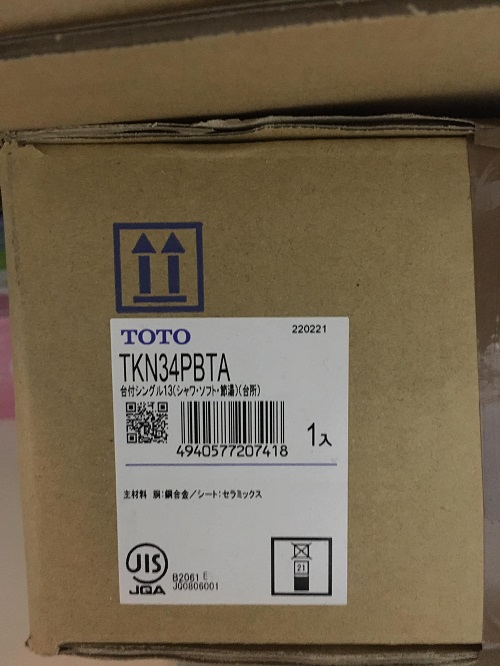 TOTO
220221
TKN34PBTA
台付シングル13(シャワ・ソフト・節湯)(台所)
4940577207418
1入
主材料 胴:銅合金/シート:セラミックス
JIS
JQA
B2061 E
JQ0806001
21